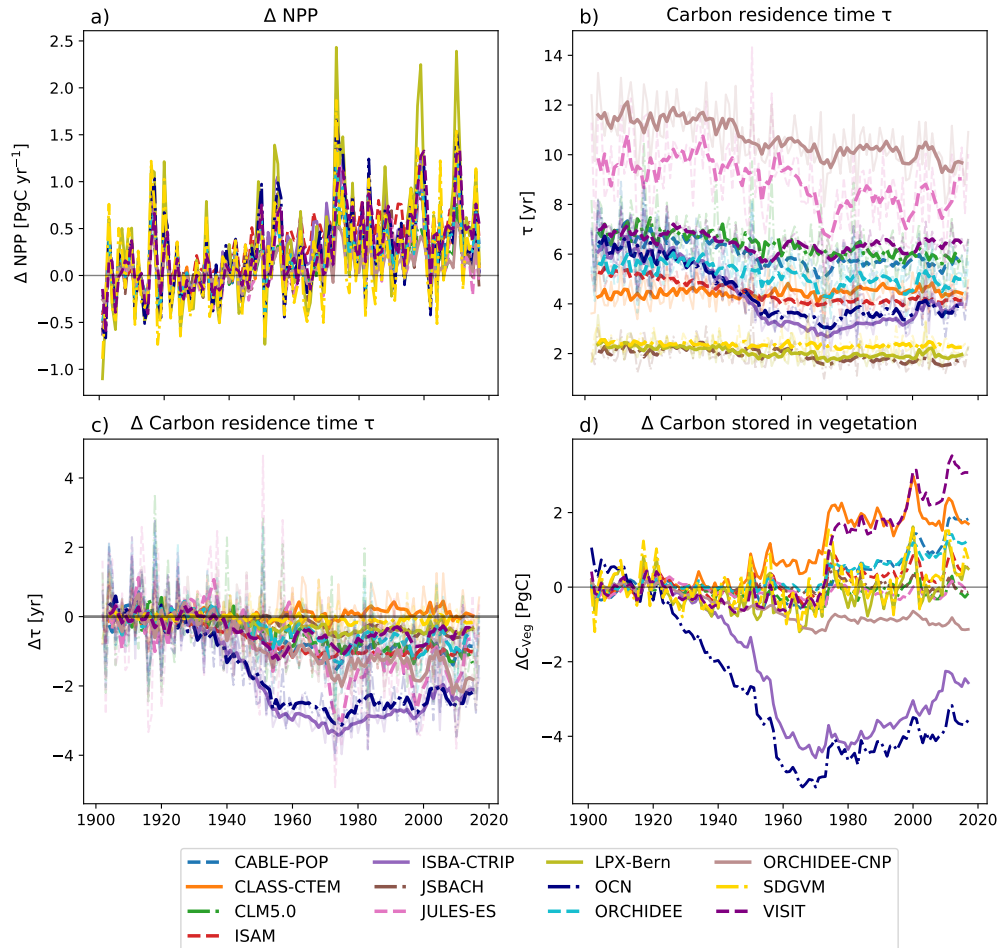 a)
Δ NPP
2.5
2.0
1.5
1.0
0.5
0.0
−0.5
−1.0
Δ NPP [PgC yr⁻¹]
b)
Carbon residence time τ
14
12
10
8
6
4
2
τ [yr]
c)
Δ Carbon residence time τ
4
2
0
−2
−4
Δτ [yr]
1900 1920 1940 1960 1980 2000 2020
d)
Δ Carbon stored in vegetation
2
0
−2
−4
ΔC_Veg [PgC]
1900 1920 1940 1960 1980 2000 2020
CABLE-POP ISBA-CTRIP LPX-Bern ORCHIDEE-CNP
CLASS-CTEM JSBACH OCN SDGVM
CLM5.0 JULES-ES ORCHIDEE VISIT
ISAM